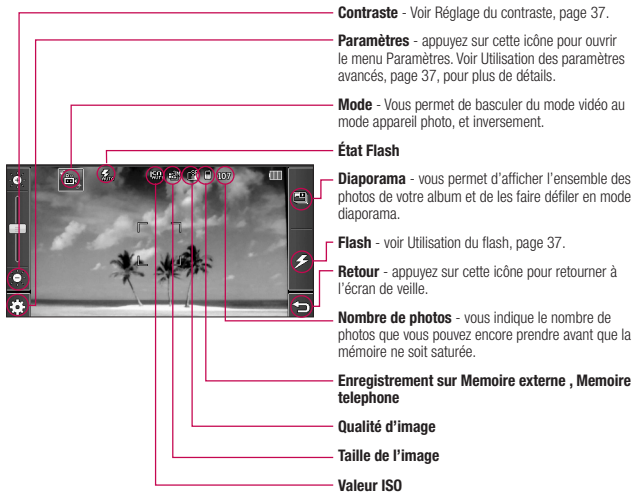 Contraste - Voir Réglage du contraste, page 37.
Paramètres - appuyez sur cette icône pour ouvrir
le menu Paramètres. Voir Utilisation des paramètres
avancés, page 37, pour plus de détails.
Mode - Vous permet de basculer du mode vidéo au
mode appareil photo, et inversement.
État Flash
Diaporama - vous permet d'afficher l'ensemble des
photos de votre album et de les faire défiler en mode
diaporama.
Flash - voir Utilisation du flash, page 37.
Retour - appuyez sur cette icône pour retourner à
l'écran de veille.
Nombre de photos - vous indique le nombre de
photos que vous pouvez encore prendre avant que la
mémoire ne soit saturée.
Enregistrement sur Memoire externe , Memoire
telephone
Qualité d'image
Taille de l'image
Valeur ISO
AUTO
ISO
AUTO
107